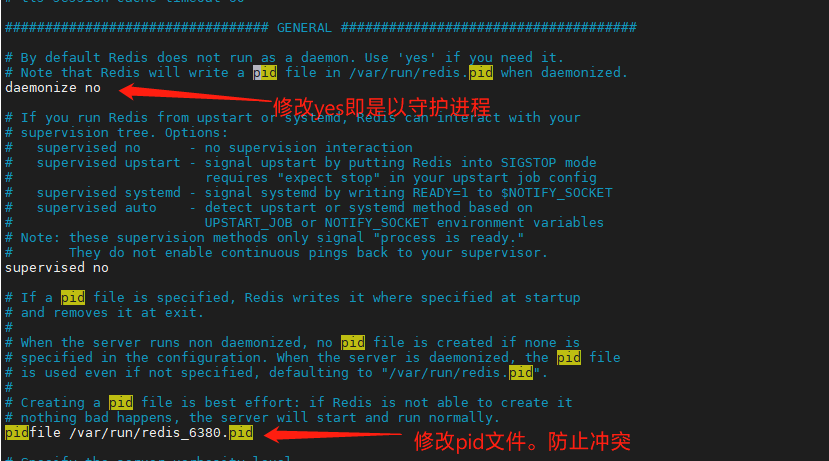 ################################# GENERAL #####################################
# By default Redis does not run as a daemon. Use 'yes' if you need it.
# Note that Redis will write a pid file in /var/run/redis.pid when daemonized.
daemonize no
修改yes即是以守护进程
# If you run Redis from upstart or systemd, Redis can interact with your
# supervision tree. Options:
#   supervised no      - no supervision interaction
#   supervised upstart - signal upstart by putting Redis into SIGSTOP mode
#                        requires "expect stop" in your upstart job config
#   supervised systemd - signal systemd by writing READY=1 to $NOTIFY_SOCKET
#   supervised auto    - detect upstart or systemd method based on
#                        UPSTART_JOB or NOTIFY_SOCKET environment variables
# Note: these supervision methods only signal "process is ready."
#       They do not enable continuous pings back to your supervisor.
supervised no
# If a pid file is specified, Redis writes it where specified at startup
# and removes it at exit.
#
# When the server runs non daemonized, no pid file is created if none is
# specified in the configuration. When the server is daemonized, the pid file
# is used even if not specified, defaulting to "/var/run/redis.pid".
#
# Creating a pid file is best effort: if Redis is not able to create it
# nothing bad happens, the server will start and run normally.
pidfile /var/run/redis_6380.pid
修改pid文件。防止冲突
# Specify the server verbosity level